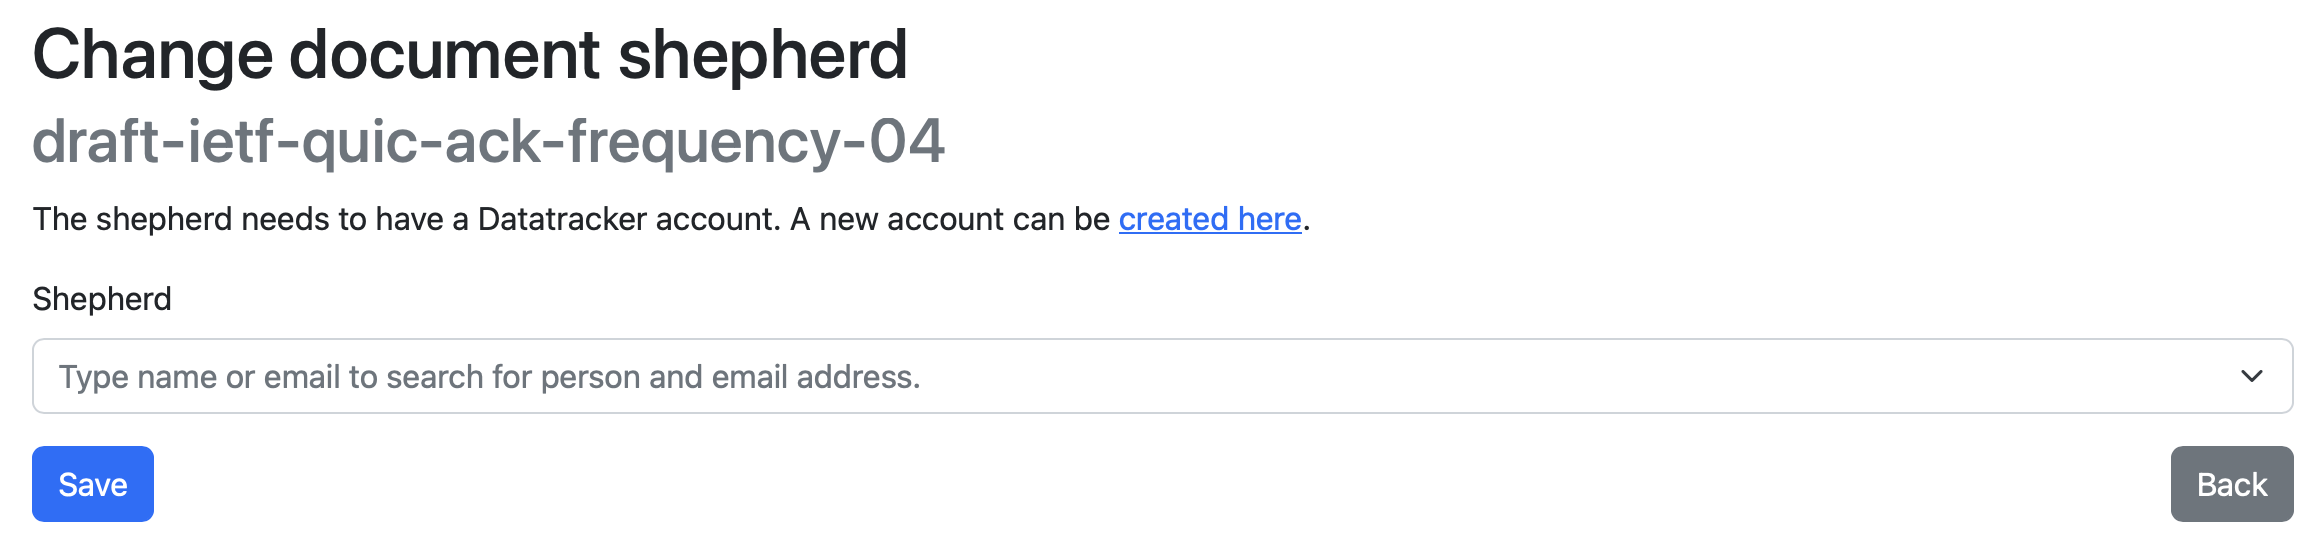 Change document shepherd
draft-ietf-quic-ack-frequency-04
The shepherd needs to have a Datatracker account. A new account can be created here.
Shepherd
Type name or email to search for person and email address.
Save
Back